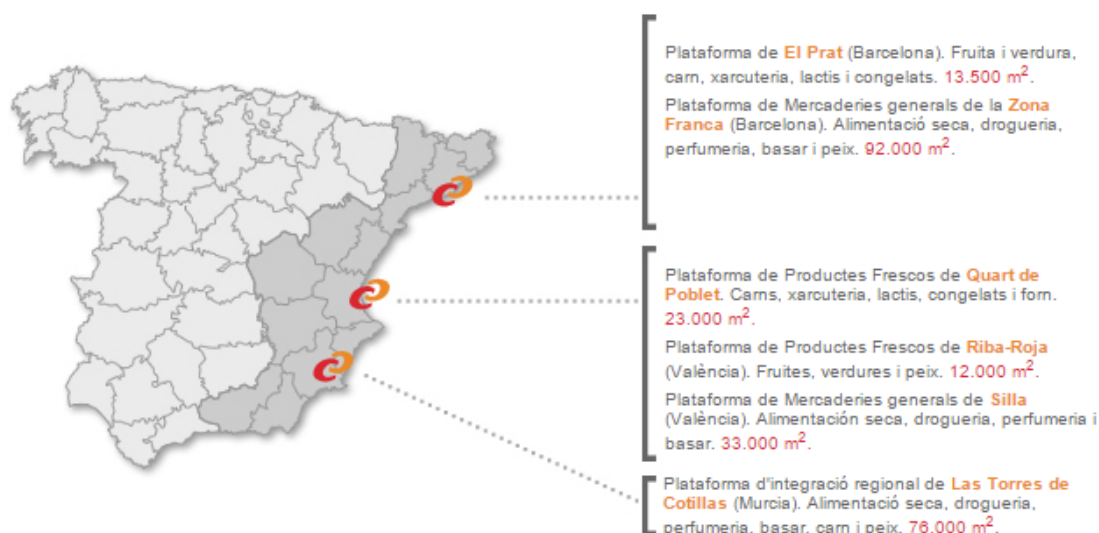 Plataforma de El Prat (Barcelona). Fruita i verdura,
carn, xarcuteria, lactis i congelats. 13.500 m².
Plataforma de Mercaderies generals de la Zona
Franca (Barcelona). Alimentació seca, drogueria,
perfumeria, basar i peix. 92.000 m².
Plataforma de Productes Frescos de Quart de
Poblet. Carns, xarcuteria, lactis, congelats i forn.
23.000 m².
Plataforma de Productes Frescos de Riba-Roja
(València). Fruites, verdures i peix. 12.000 m².
Plataforma de Mercaderies generals de Silla
(València). Alimentación seca, drogueria, perfumeria i
basar. 33.000 m².
Plataforma d'integració regional de Las Torres de
Cotillas (Murcia). Alimentació seca, drogueria,
perfumeria, basar, carn i peix. 76.000 m².